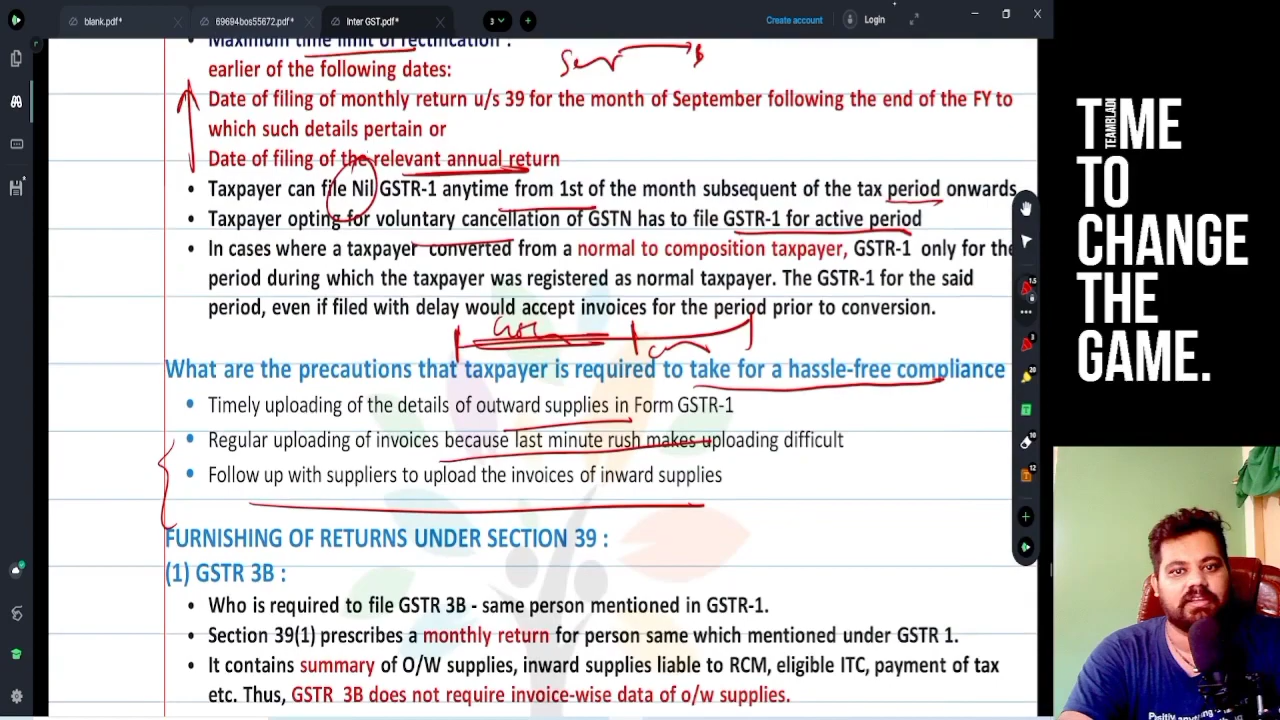 blank.pdf*
69694bos55672.pdf*
Inter GST.pdf*
3
Create account
Login
Maximum time limit of rectification :
earlier of the following dates:
Date of filing of monthly return u/s 39 for the month of September following the end of the FY to
which such details pertain or
Date of filing of the relevant annual return
Taxpayer can file Nil GSTR-1 anytime from 1st of the month subsequent of the tax period onwards
Taxpayer opting for voluntary cancellation of GSTN has to file GSTR-1 for active period
In cases where a taxpayer converted from a normal to composition taxpayer, GSTR-1 only for the
period during which the taxpayer was registered as normal taxpayer. The GSTR-1 for the said
period, even if filed with delay would accept invoices for the period prior to conversion.
What are the precautions that taxpayer is required to take for a hassle-free compliance
Timely uploading of the details of outward supplies in Form GSTR-1
Regular uploading of invoices because last minute rush makes uploading difficult
Follow up with suppliers to upload the invoices of inward supplies
FURNISHING OF RETURNS UNDER SECTION 39 :
(1) GSTR 3B :
Who is required to file GSTR 3B - same person mentioned in GSTR-1.
Section 39(1) prescribes a monthly return for person same which mentioned under GSTR 1.
It contains summary of O/W supplies, inward supplies liable to RCM, eligible ITC, payment of tax
etc. Thus, GSTR 3B does not require invoice-wise data of o/w supplies.
TIME
TO
CHANGE
THE
GAME.